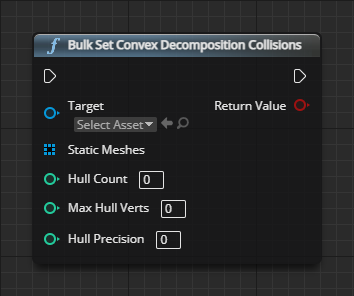 Bulk Set Convex Decomposition Collisions
Target
Return Value
Select Asset
Static Meshes
Hull Count 0
Max Hull Verts 0
Hull Precision 0